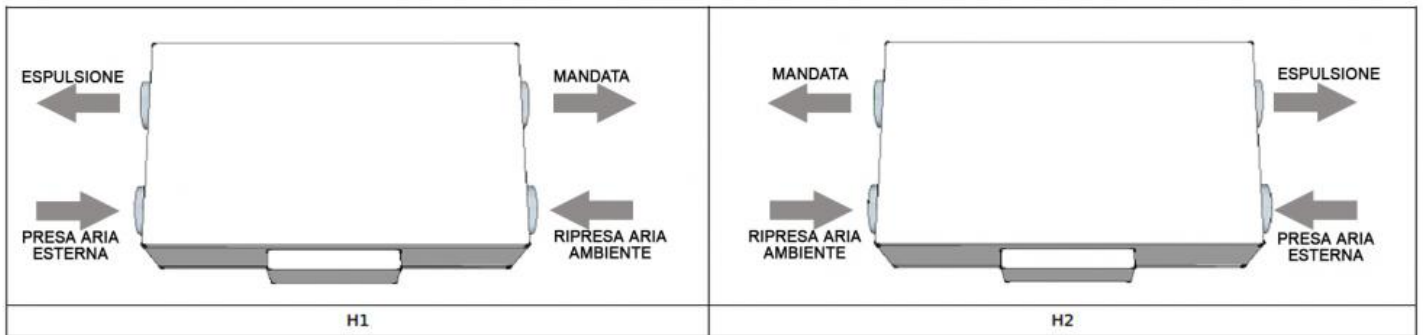 ESPULSIONE
MANDATA
PRESA ARIA
ESTERNA
RIPRESA ARIA
AMBIENTE
H1
MANDATA
ESPULSIONE
RIPRESA ARIA
AMBIENTE
PRESA ARIA
ESTERNA
H2